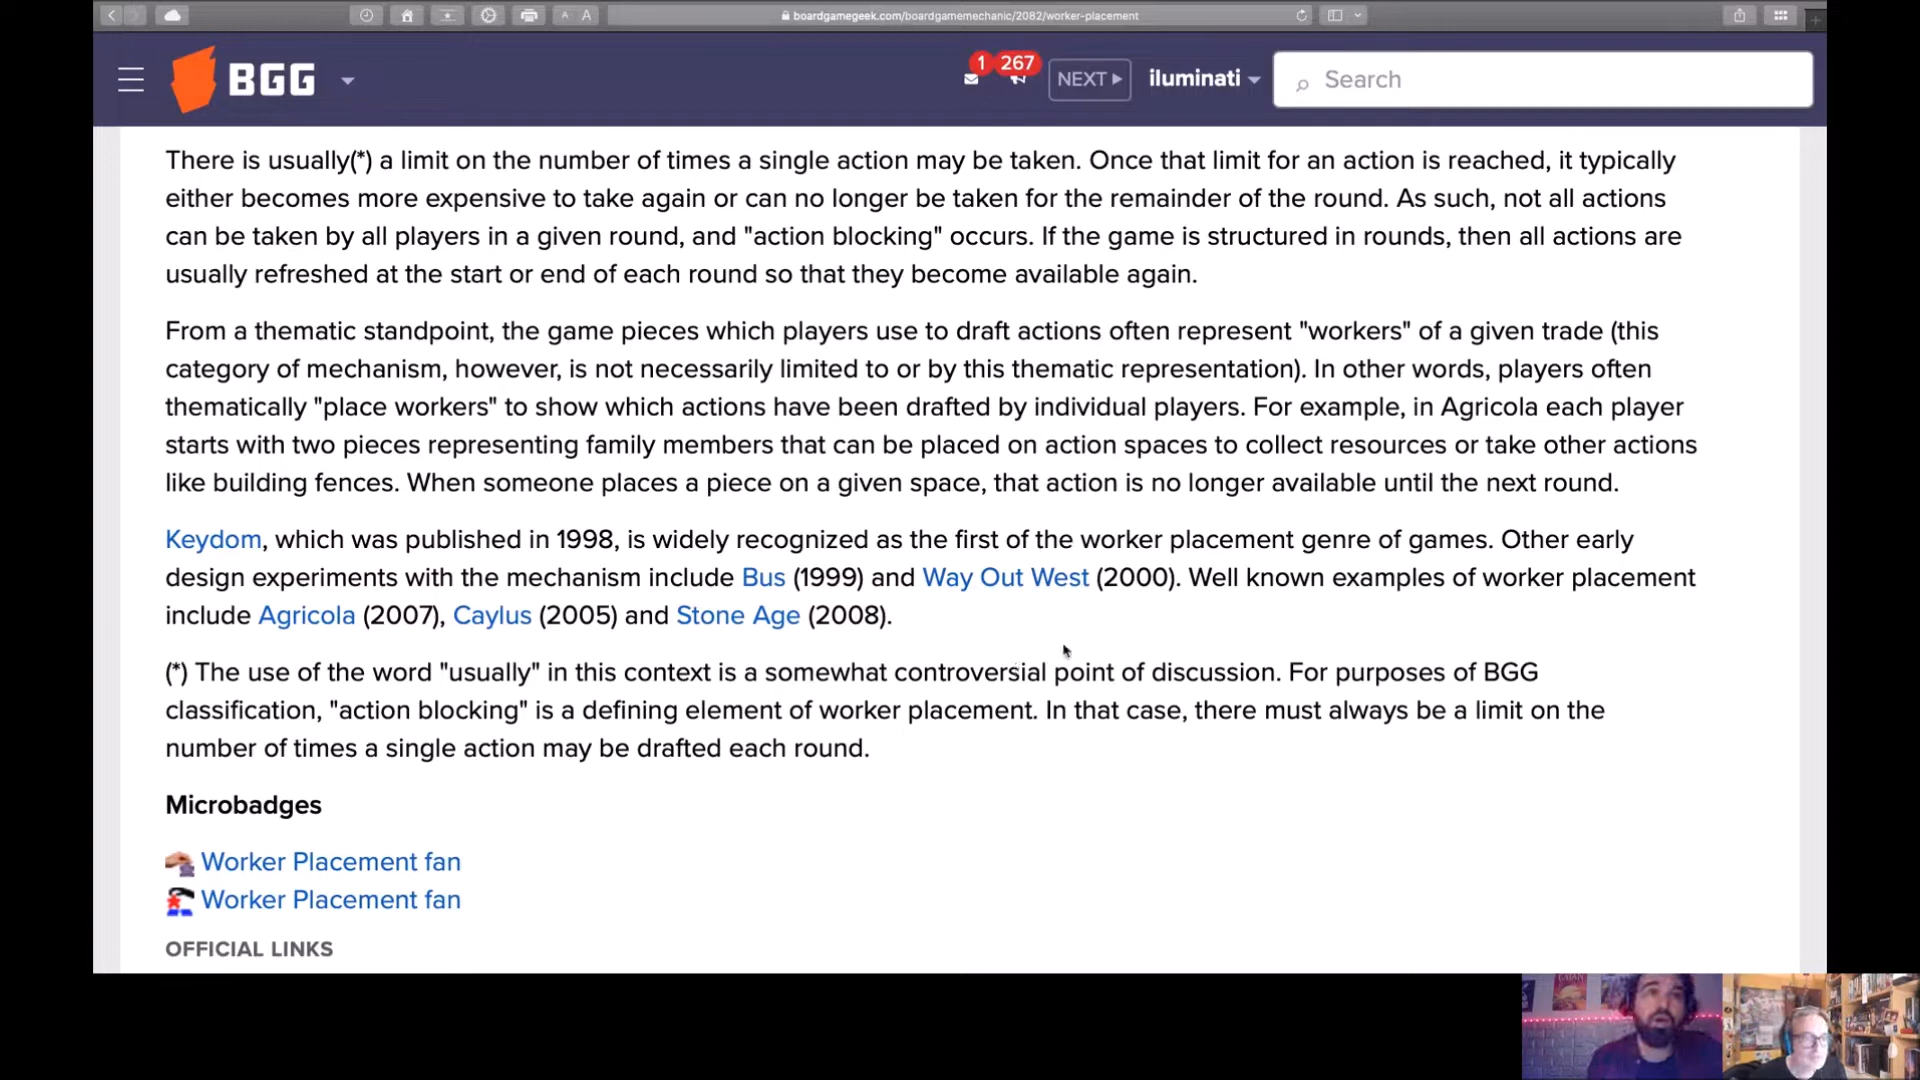 boardgamegeek.com/boardgamemechanic/2082/worker-placement
A A
BGG
1 267
NEXT
iluminati
Search
There is usually(*) a limit on the number of times a single action may be taken. Once that limit for an action is reached, it typically
either becomes more expensive to take again or can no longer be taken for the remainder of the round. As such, not all actions
can be taken by all players in a given round, and "action blocking" occurs. If the game is structured in rounds, then all actions are
usually refreshed at the start or end of each round so that they become available again.
From a thematic standpoint, the game pieces which players use to draft actions often represent "workers" of a given trade (this
category of mechanism, however, is not necessarily limited to or by this thematic representation). In other words, players often
thematically "place workers" to show which actions have been drafted by individual players. For example, in Agricola each player
starts with two pieces representing family members that can be placed on action spaces to collect resources or take other actions
like building fences. When someone places a piece on a given space, that action is no longer available until the next round.
Keydom, which was published in 1998, is widely recognized as the first of the worker placement genre of games. Other early
design experiments with the mechanism include Bus (1999) and Way Out West (2000). Well known examples of worker placement
include Agricola (2007), Caylus (2005) and Stone Age (2008).
(*) The use of the word "usually" in this context is a somewhat controversial point of discussion. For purposes of BGG
classification, "action blocking" is a defining element of worker placement. In that case, there must always be a limit on the
number of times a single action may be drafted each round.
Microbadges
Worker Placement fan
Worker Placement fan
OFFICIAL LINKS
CATAN